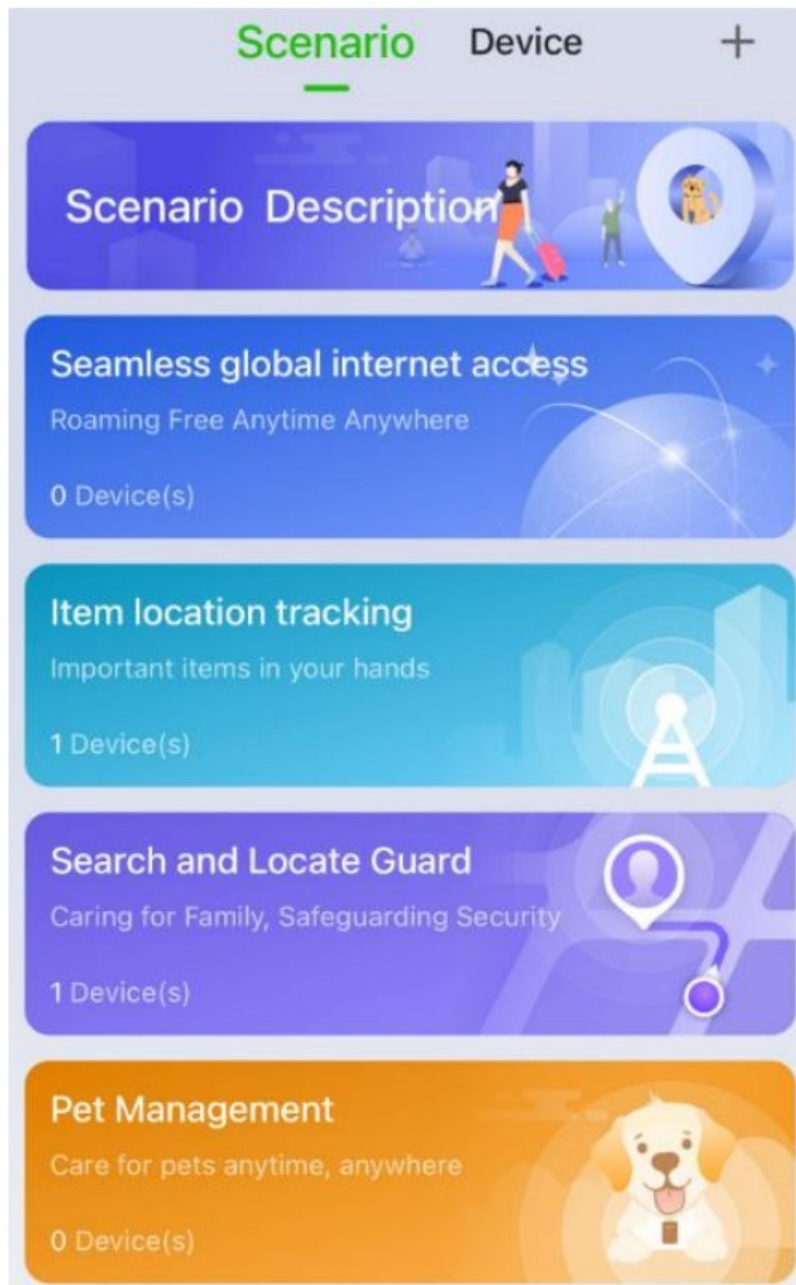 Scenario Device +
Scenario Description
Seamless global internet access
Roaming Free Anytime Anywhere
0 Device(s)
Item location tracking
Important items in your hands
1 Device(s)
Search and Locate Guard
Caring for Family, Safeguarding Security
1 Device(s)
Pet Management
Care for pets anytime, anywhere
0 Device(s)